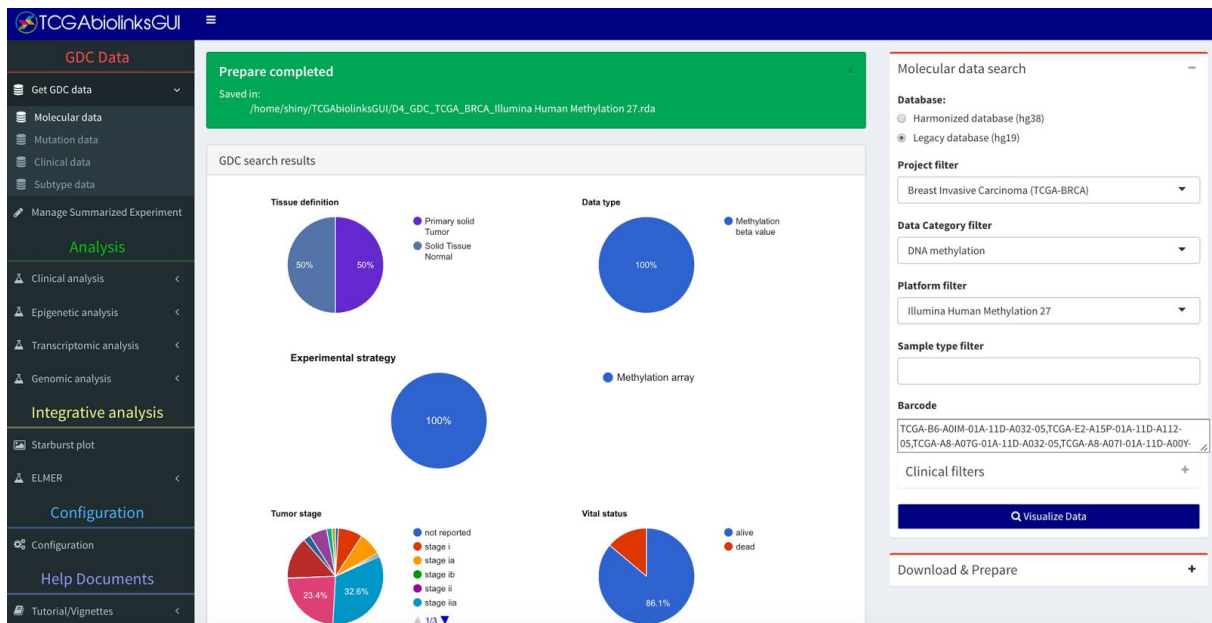 TCGAbiolinksGUI
GDC Data
Get GDC data
Molecular data
Mutation data
Clinical data
Subtype data
Manage Summarized Experiment
Analysis
Clinical analysis
Epigenetic analysis
Transcriptomic analysis
Genomic analysis
Integrative analysis
Starburst plot
ELMER
Configuration
Configuration
Help Documents
Tutorial/Vignettes
Prepare completed
Saved in:
/home/shiny/TCGAbiolinksGUI/D4_GDC_TCGA_BRCA_Illumina Human Methylation 27.rda
GDC search results
Tissue definition
50%
50%
Primary solid
Tumor
Solid Tissue
Normal
Data type
100%
Methylation
beta value
Experimental strategy
100%
Methylation array
Tumor stage
23.4%
32.6%
not reported
stage i
stage ia
stage ib
stage ii
stage iia
1/3
Vital status
86.1%
alive
dead
Molecular data search
Database:
Harmonized database (hg38)
Legacy database (hg19)
Project filter
Breast Invasive Carcinoma (TCGA-BRCA)
Data Category filter
DNA methylation
Platform filter
Illumina Human Methylation 27
Sample type filter
Barcode
TCGA-B6-A0IM-01A-11D-A032-05,TCGA-E2-A15P-01A-11D-A112-
05,TCGA-A8-A07G-01A-11D-A032-05,TCGA-A8-A07I-01A-11D-A00Y-
Clinical filters
Visualize Data
Download & Prepare